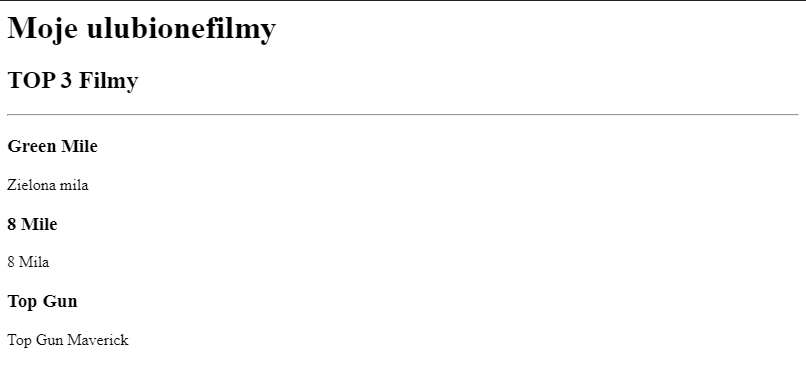 Moje ulubionefilmy
TOP 3 Filmy
Green Mile
Zielona mila
8 Mile
8 Mila
Top Gun
Top Gun Maverick